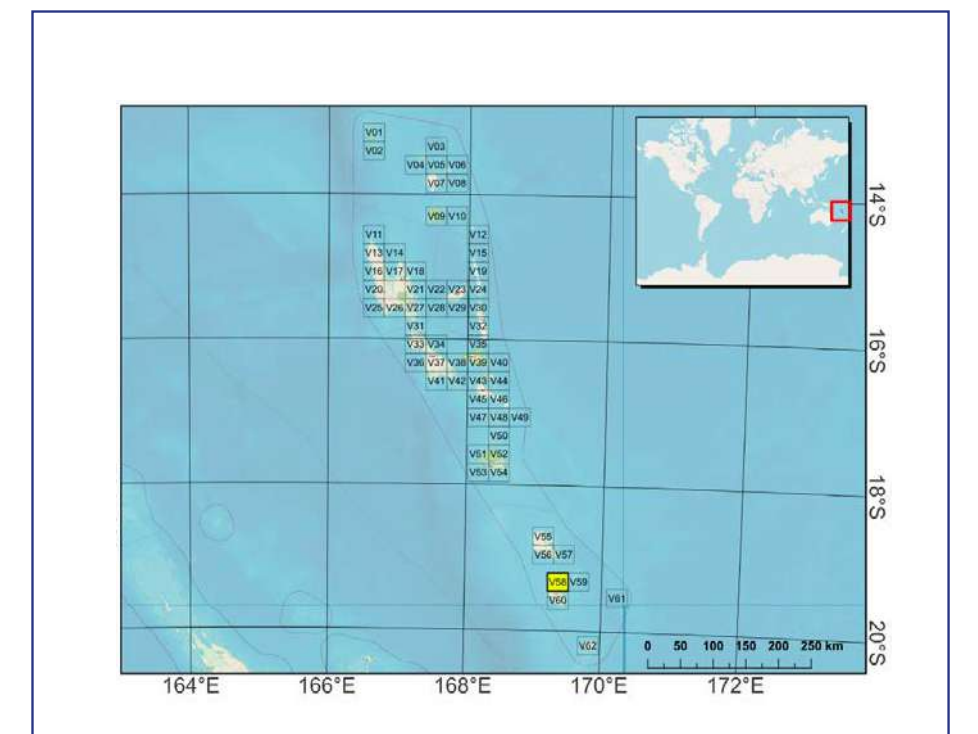 V01
V02 V03
V04 V05 V06
V07 V08
14°S
V09 V10
V11 V12
V13 V14 V15
V16 V17 V18 V19
V20 V21 V22 V23 V24
V25 V26 V27 V28 V29 V30
V31 V32
V33 V34 V35
16°S
V36 V37 V38 V39 V40
V41 V42 V43 V44
V45 V46
V47 V48 V49
V50
V51 V52
V53 V54
18°S
V55
V56 V57
V58 V59
V60 V61
V62
20°S
0 50 100 150 200 250 km
164°E 166°E 168°E 170°E 172°E